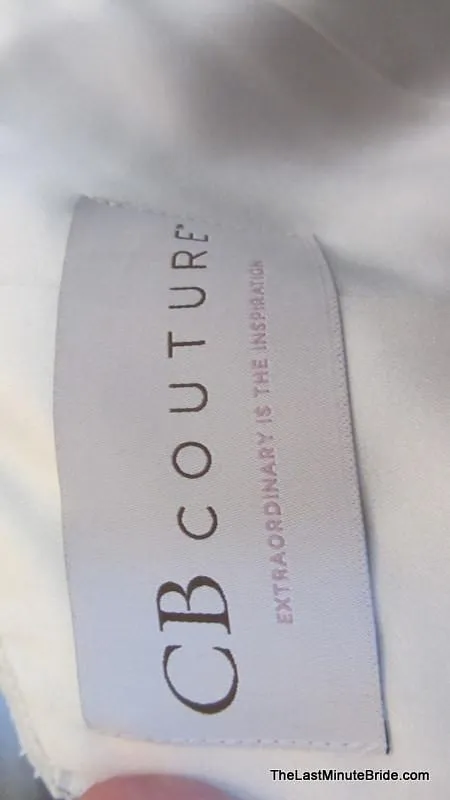 CB COUTURE
EXTRAORDINARY IS THE INSPIRATION
TheLastMinuteBride.com